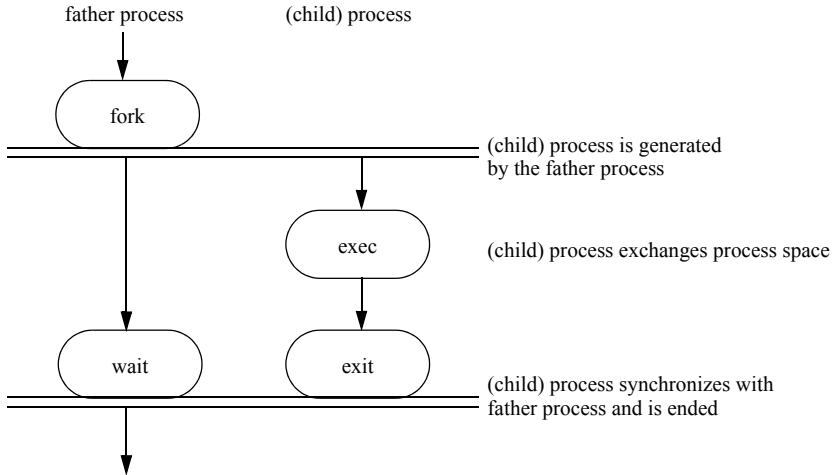 father process
(child) process
fork
(child) process is generated
by the father process
exec
(child) process exchanges process space
wait
exit
(child) process synchronizes with
father process and is ended